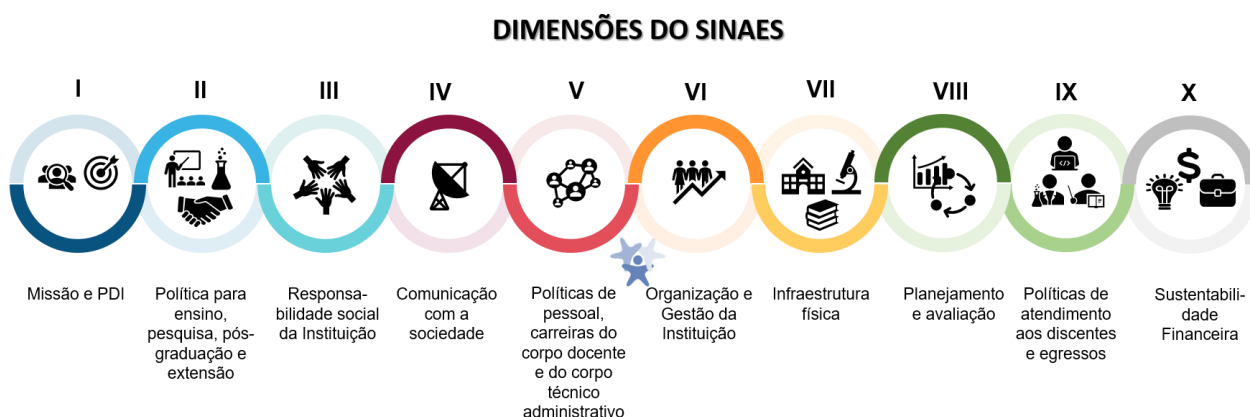 DIMENSÕES DO SINAES
I
II
III
IV
V
VI
VII
VIII
IX
X
Missão e PDI
Política para
ensino,
pesquisa, pós-
graduação e
extensão
Responsa-
bilidade social
da Instituição
Comunicação
com a
sociedade
Políticas de
pessoal,
carreiras do
corpo docente
e do corpo
técnico
administrativo
Organização e
Gestão da
Instituição
Infraestrutura
física
Planejamento
e avaliação
Políticas de
atendimento
aos discentes
e egressos
Sustentabili-
dade
Financeira